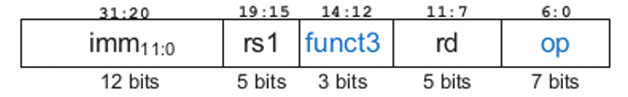 31:20 19:15 14:12 11:7 6:0
imm11:0 rs1 funct3 rd op
12 bits 5 bits 3 bits 5 bits 7 bits